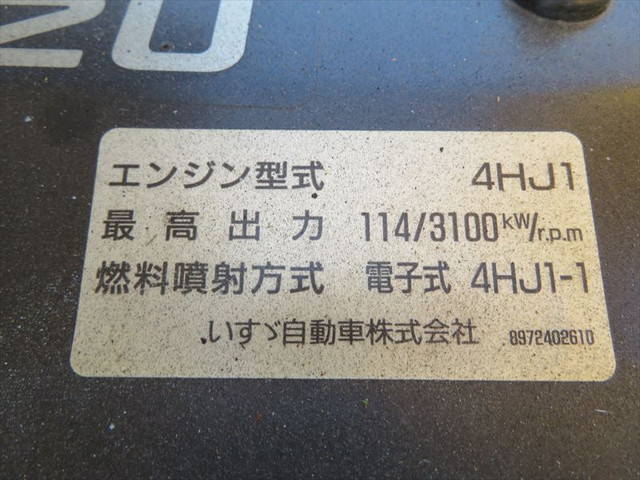 20
エンジン型式 4HJ1
最高出力 114/3100kW/r.p.m
燃料噴射方式 電子式 4HJ1-1
いすゞ自動車株式会社 8972402610